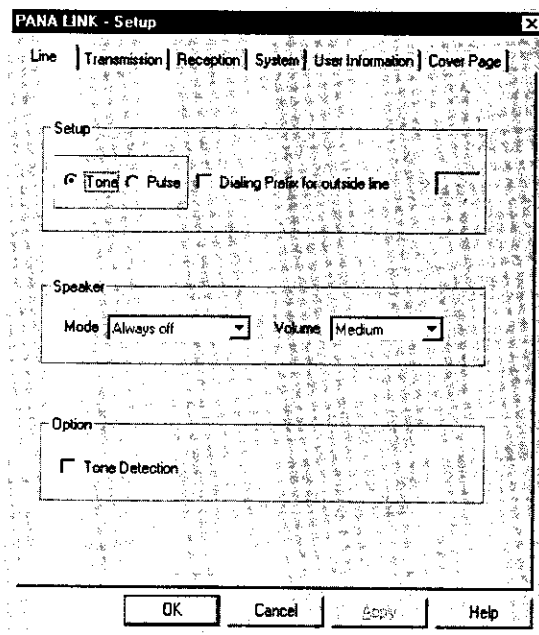 PANA LINK - Setup
Line Transmission Reception System User Information Cover Page
Setup
Tone Pulse Dialing Prefix for outside line
Speaker
Mode Always off Volume Medium
Option
Tone Detection
OK Cancel Apply Help